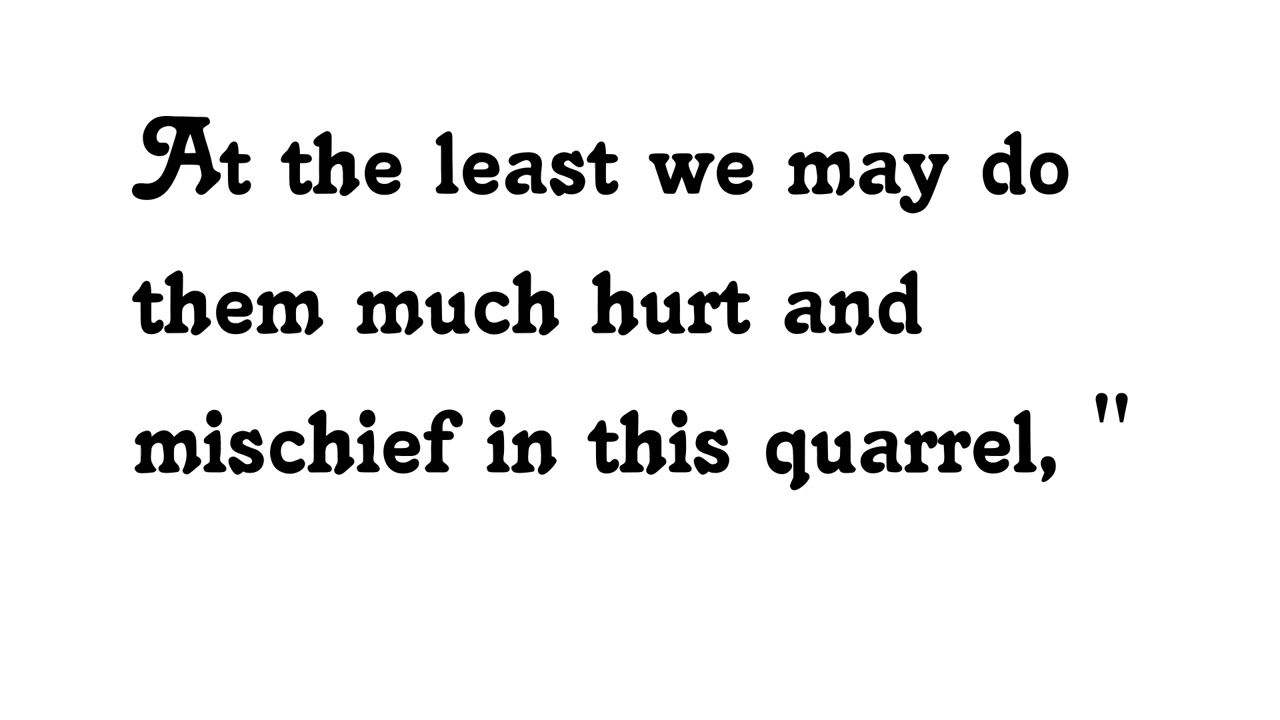 At the least we may do
them much hurt and
mischief in this quarrel, "